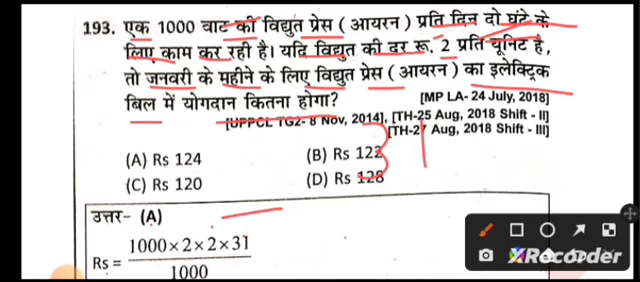 193. एक 1000 वाट की विद्युत प्रेस ( आयरन ) प्रति दिन दो घंटे के
लिए काम कर रही है। यदि विद्युत की दर रू. 2 प्रति यूनिट है,
तो जनवरी के महीने के लिए विद्युत प्रेस ( आयरन ) का इलेक्ट्रिक
बिल में योगदान कितना होगा?
[MP LA- 24 July, 2018]
[UPPCL TG2- 8 Nov, 2014], [TH-25 Aug, 2018 Shift - II]
[TH-27 Aug, 2018 Shift - III]
(A) Rs 124
(B) Rs 122
(C) Rs 120
(D) Rs 128
उत्तर- (A)
Rs = 1000×2×2×31
1000
XRecorder